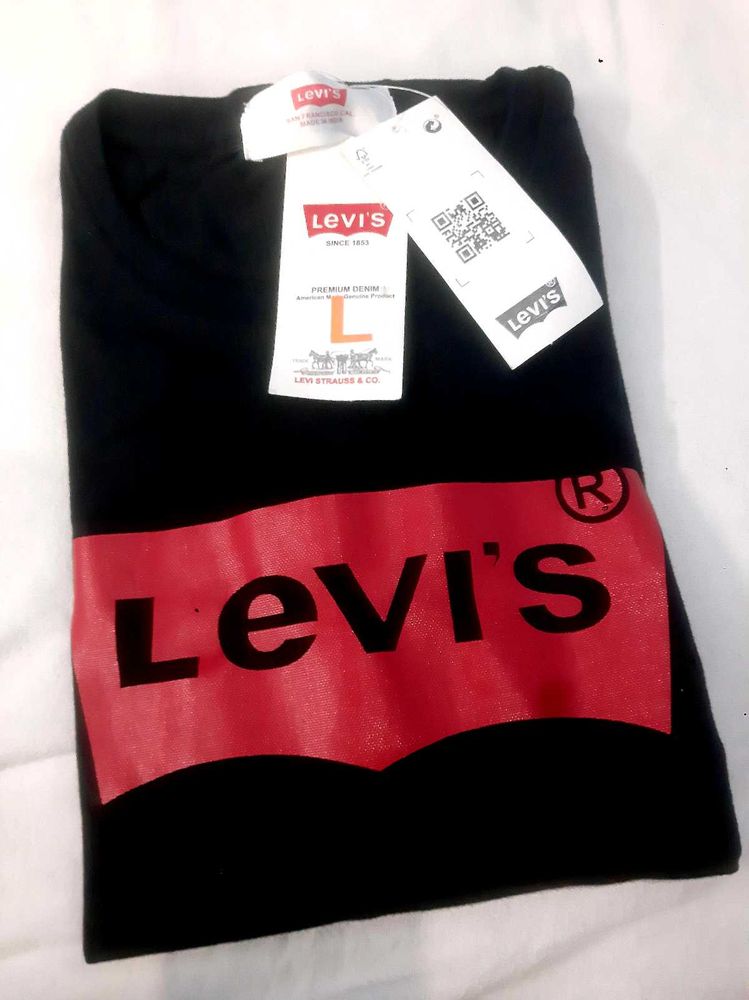 Levi's
SAN FRANCISCO CAL
MADE IN INDIA
Levi's
SINCE 1853
PREMIUM DENIM
American Made Genuine Product
L
TRADE MARK
LEVI STRAUSS & CO.
Levi's
®
Levi's
®